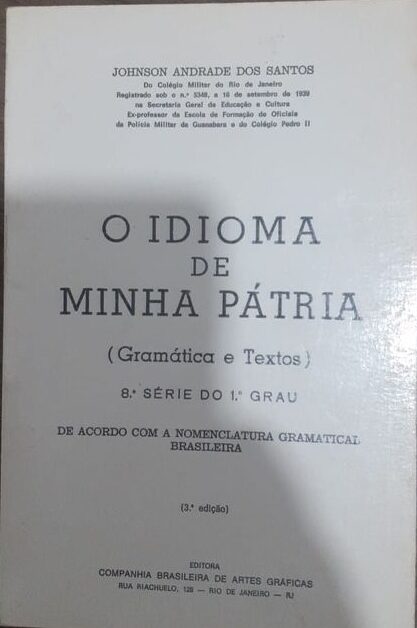 JOHNSON ANDRADE DOS SANTOS
Do Colégio Militar do Rio de Janeiro
Registrado sob o n.º 5348, a 18 de setembro de 1939
na Secretaria Geral de Educação e Cultura
Ex-professor da Escola de Formação de Oficiais
da Polícia Militar da Guanabara e do Colégio Pedro II
O IDIOMA
DE
MINHA PÁTRIA
(Gramática e Textos)
8.ª SÉRIE DO 1.º GRAU
DE ACORDO COM A NOMENCLATURA GRAMATICAL
BRASILEIRA
(3.ª edição)
EDITORA
COMPANHIA BRASILEIRA DE ARTES GRÁFICAS
RUA RIACHUELO, 128 — RIO DE JANEIRO — RJ